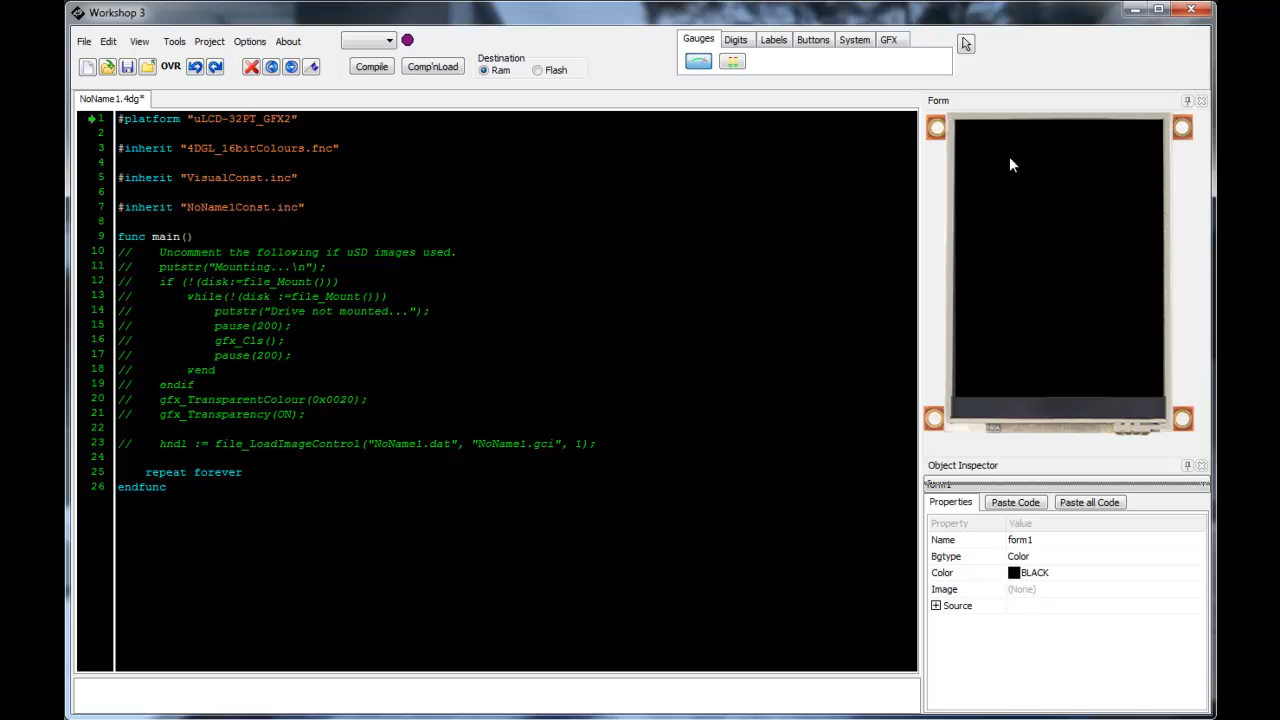 Workshop 3
File Edit View Tools Project Options About
Gauges Digits Labels Buttons System GFX
OVR
Compile Comp'nLoad
Destination
Ram Flash
NoName1.4dg*
Form
1 #platform "uLCD-32PT_GFX2"
2
3 #inherit "4DGL_16bitColours.fnc"
4
5 #inherit "VisualConst.inc"
6
7 #inherit "NoName1Const.inc"
8
9 func main()
10 // Uncomment the following if uSD images used.
11 // putstr("Mounting...\n");
12 // if (!(disk:=file_Mount()))
13 // while(!(disk :=file_Mount()))
14 // putstr("Drive not mounted...");
15 // pause(200);
16 // gfx_Cls();
17 // pause(200);
18 // wend
19 // endif
20 // gfx_TransparentColour(0x0020);
21 // gfx_Transparency(ON);
22
23 // hndl := file_LoadImageControl("NoName1.dat", "NoName1.gci", 1);
24
25 repeat forever
26 endfunc
Object Inspector
form1
Properties Paste Code Paste all Code
Property Value
Name form1
Bgtype Color
Color BLACK
Image (None)
Source